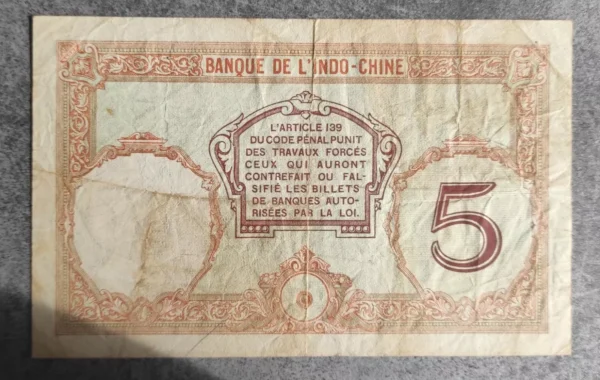 BANQUE DE L'INDO-CHINE
L'ARTICLE 139
DU CODE PÉNAL PUNIT
DES TRAVAUX FORCÉS
CEUX QUI AURONT
CONTREFAIT OU FAL-
SIFIÉ LES BILLETS
DE BANQUES AUTO-
RISÉES PAR LA LOI.
5